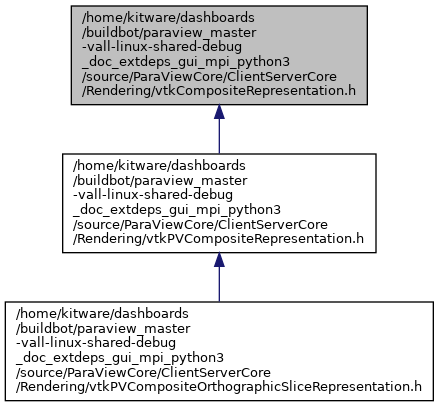 /home/kitware/dashboards
/buildbot/paraview_master
-vall-linux-shared-debug
_doc_extdeps_gui_mpi_python3
/source/ParaViewCore/ClientServerCore
/Rendering/vtkCompositeRepresentation.h
/home/kitware/dashboards
/buildbot/paraview_master
-vall-linux-shared-debug
_doc_extdeps_gui_mpi_python3
/source/ParaViewCore/ClientServerCore
/Rendering/vtkPVCompositeRepresentation.h
/home/kitware/dashboards
/buildbot/paraview_master
-vall-linux-shared-debug
_doc_extdeps_gui_mpi_python3
/source/ParaViewCore/ClientServerCore
/Rendering/vtkPVCompositeOrthographicSliceRepresentation.h